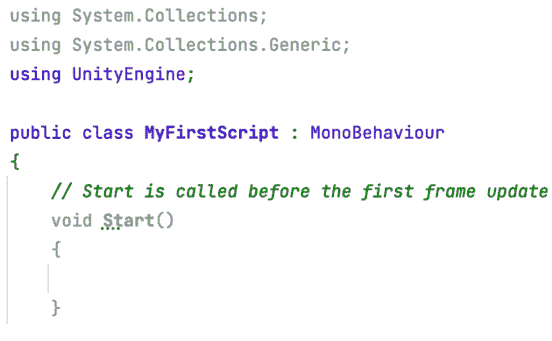 using System.Collections;
using System.Collections.Generic;
using UnityEngine;
public class MyFirstScript : MonoBehaviour
{
// Start is called before the first frame update
void Start()
{
}